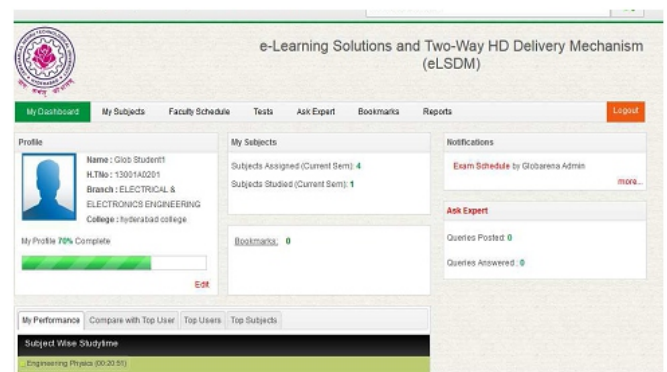 e-Learning Solutions and Two-Way HD Delivery Mechanism
(eLSDM)
My Dashboard My Subjects Faculty Schedule Tests Ask Expert Bookmarks Reports Logout
Profile
Name : Glob Student1
H.TNo : 13001A0201
Branch : ELECTRICAL &
ELECTRONICS ENGINEERING
College : hyderabad college
My Profile 70% Complete
Edit
My Subjects
Subjects Assigned (Current Sem): 4
Subjects Studied (Current Sem): 1
Bookmarks: 0
Notifications
Exam Schedule by Globarena Admin
more...
Ask Expert
Queries Posted: 0
Queries Answered : 0
My Performance Compare with Top User Top Users Top Subjects
Subject Wise Studytime
Engineering Physics (00:20:51)